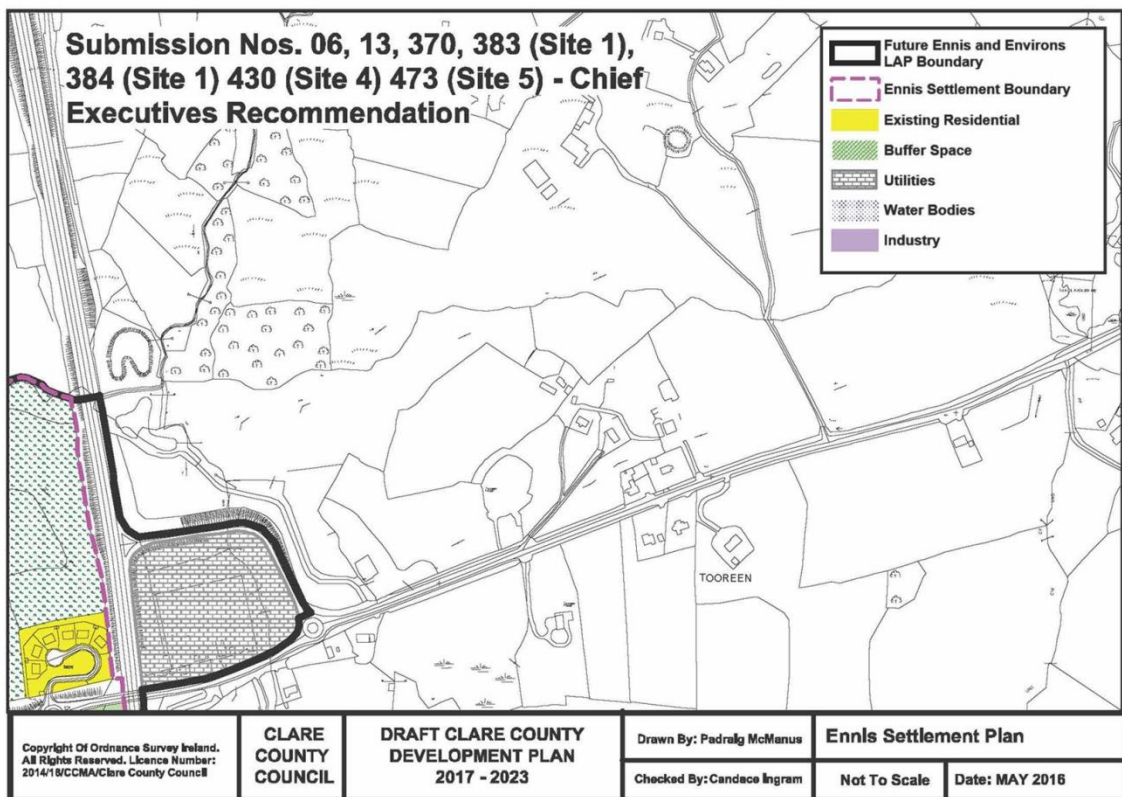 Submission Nos. 06, 13, 370, 383 (Site 1),
384 (Site 1) 430 (Site 4) 473 (Site 5) - Chief
Executives Recommendation
Future Ennis and Environs
LAP Boundary
Ennis Settlement Boundary
Existing Residential
Buffer Space
Utilities
Water Bodies
Industry
TOOREEN
Copyright Of Ordnance Survey Ireland.
All Rights Reserved. Licence Number:
2014/18/CCMA/Clare County Council
CLARE
COUNTY
COUNCIL
DRAFT CLARE COUNTY
DEVELOPMENT PLAN
2017 - 2023
Drawn By: Padraig McManus
Checked By: Candace Ingram
Ennis Settlement Plan
Not To Scale
Date: MAY 2016